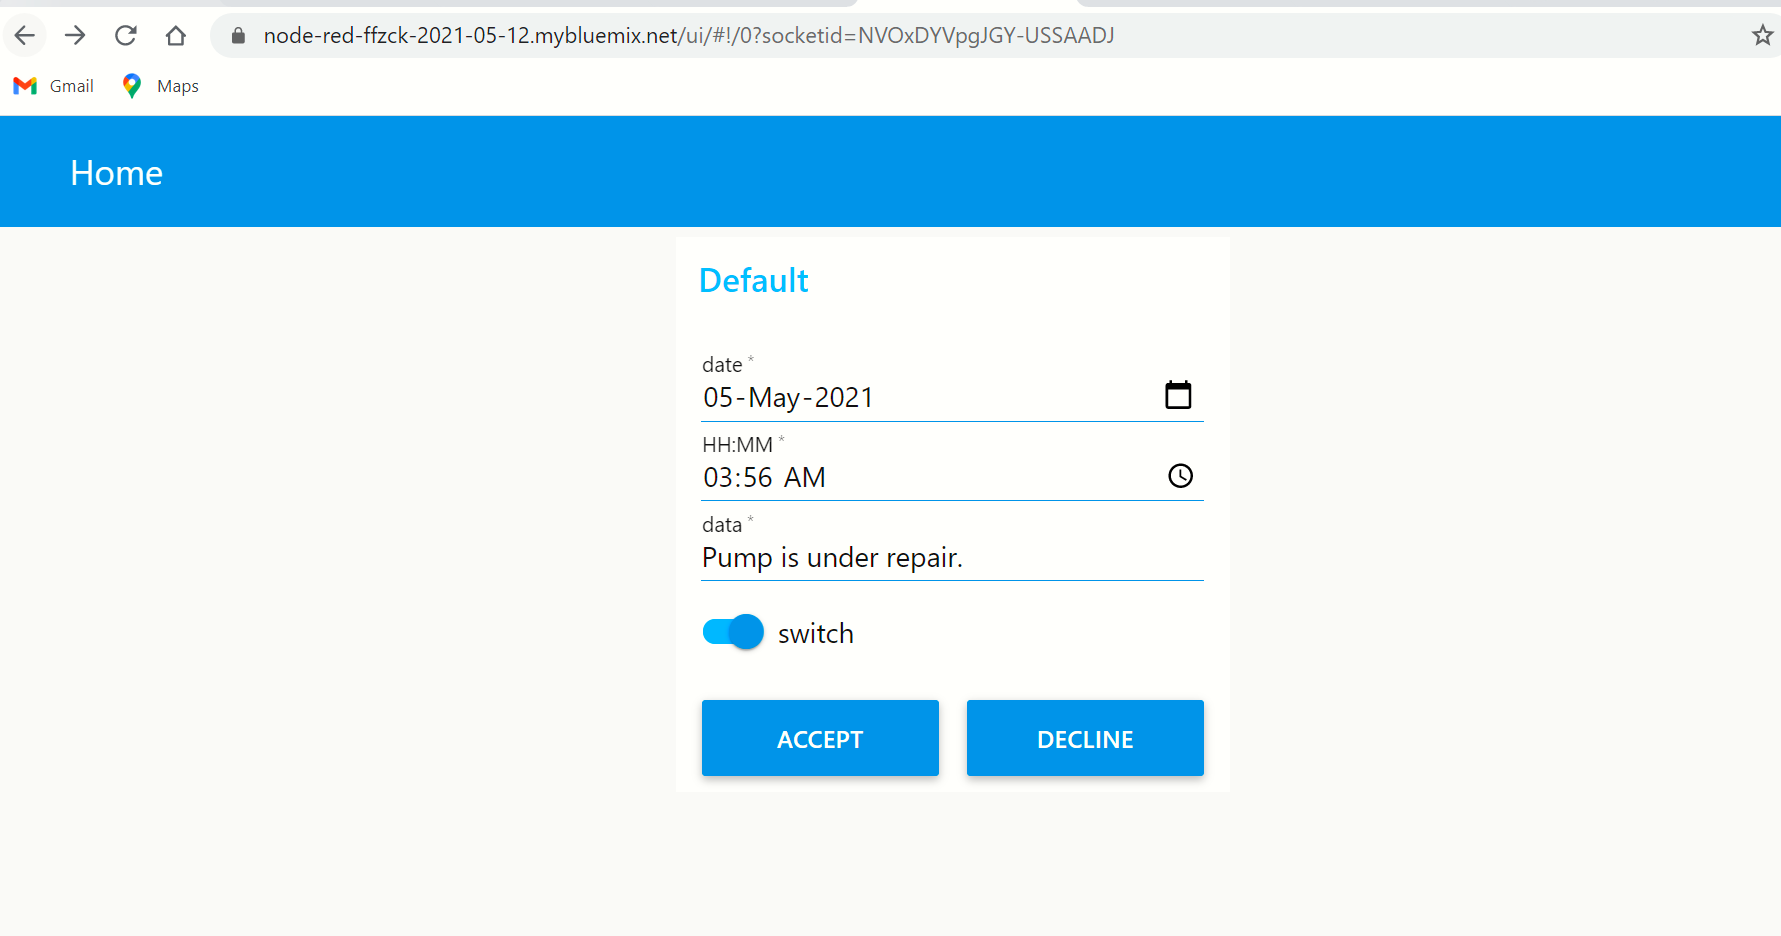 node-red-ffzck-2021-05-12.mybluemix.net/ui/#!/0?socketid=NVOxDYVpgJGY-USSAADJ
Gmail Maps
Home
Default
date *
05-May-2021
HH:MM *
03:56 AM
data *
Pump is under repair.
switch
ACCEPT DECLINE